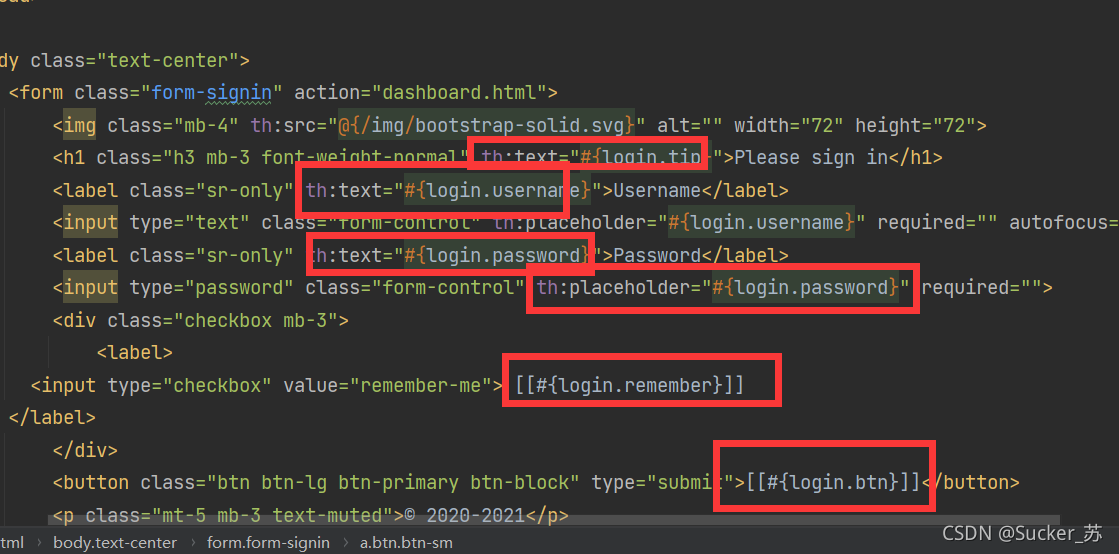 dy class="text-center">
<form class="form-signin" action="dashboard.html">
<img class="mb-4" th:src="@{/img/bootstrap-solid.svg}" alt="" width="72" height="72">
<h1 class="h3 mb-3 font-weight-normal" th:text="#{login.tip}">Please sign in</h1>
<label class="sr-only" th:text="#{login.username}">Username</label>
<input type="text" class="form-control" th:placeholder="#{login.username}" required="" autofocus=
<label class="sr-only" th:text="#{login.password}">Password</label>
<input type="password" class="form-control" th:placeholder="#{login.password}" required="">
<div class="checkbox mb-3">
<label>
<input type="checkbox" value="remember-me"> [[#{login.remember}]]
</label>
</div>
<button class="btn btn-lg btn-primary btn-block" type="submit">[[#{login.btn}]]</button>
<p class="mt-5 mb-3 text-muted">© 2020-2021</p>
tml › body.text-center › form.form-signin › a.btn.btn-sm
CSDN @Sucker_苏